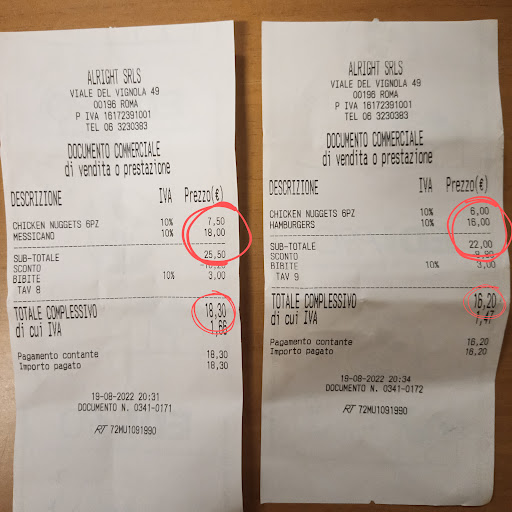 ALRIGHT SRLS
VIALE DEL VIGNOLA 49
00196 ROMA
P IVA 16172391001
TEL 06 3230383
DOCUMENTO COMMERCIALE
di vendita o prestazione
DESCRIZIONE IVA Prezzo(€)
CHICKEN NUGGETS 6PZ 10% 7,50
MESSICANO 10% 18,00
SUB-TOTALE 25,50
SCONTO
BIBITE 10% 3,00
TAV 8
TOTALE COMPLESSIVO 18,30
di cui IVA 1,66
Pagamento contante 18,30
Importo pagato 18,30
19-08-2022 20:31
DOCUMENTO N. 0341-0171
RT 72MU1091990
ALRIGHT SRLS
VIALE DEL VIGNOLA 49
00196 ROMA
P IVA 16172391001
TEL 06 3230383
DOCUMENTO COMMERCIALE
di vendita o prestazione
DESCRIZIONE IVA Prezzo(€)
CHICKEN NUGGETS 6PZ 10% 6,00
HAMBURGERS 10% 16,00
SUB-TOTALE 22,00
SCONTO
BIBITE 10% 3,00
TAV 9
TOTALE COMPLESSIVO 16,20
di cui IVA 1,47
Pagamento contante 16,20
Importo pagato 16,20
19-08-2022 20:34
DOCUMENTO N. 0341-0172
RT 72MU1091990